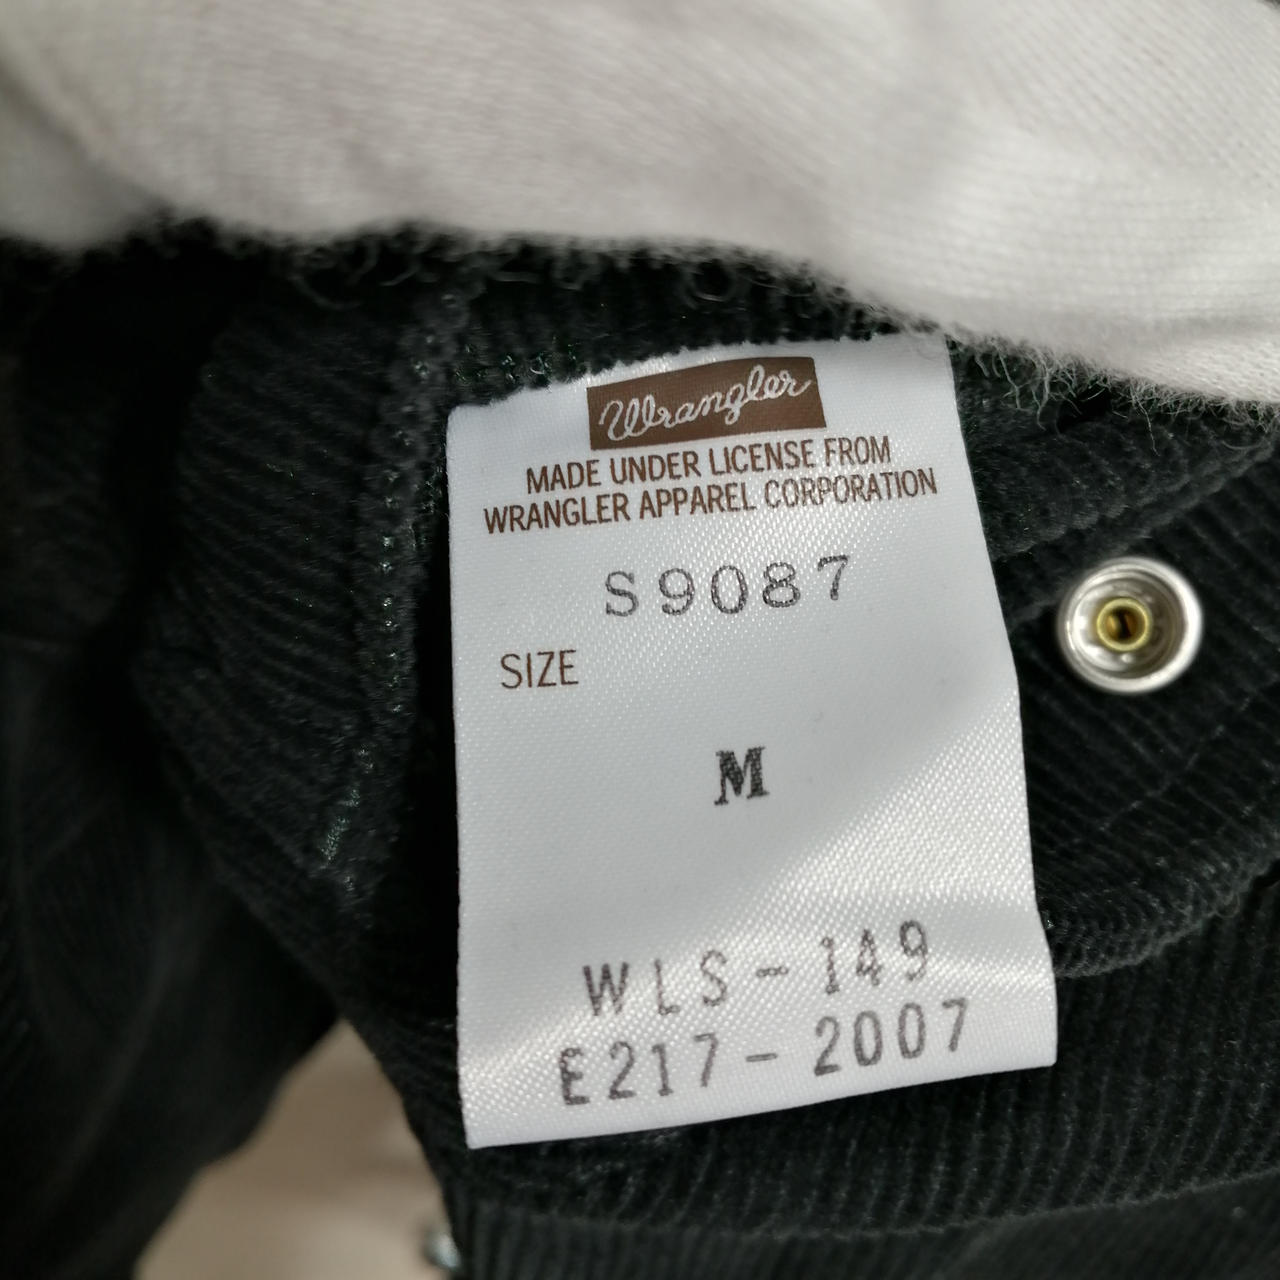 Wrangler
MADE UNDER LICENSE FROM
WRANGLER APPAREL CORPORATION
S9087
SIZE
M
WLS-149
E217-2007